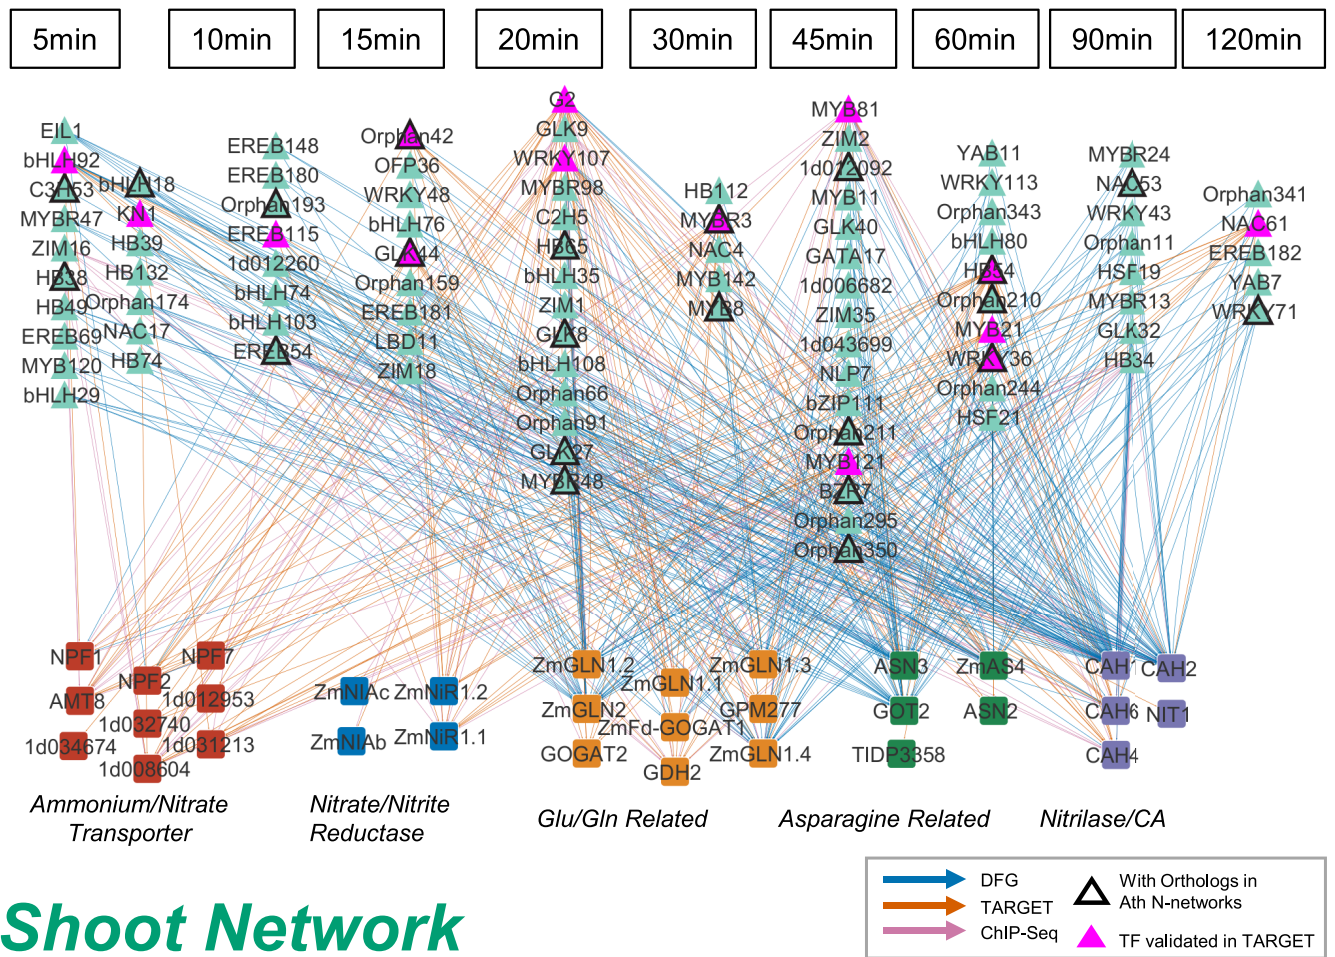 5min
10min
15min
20min
30min
45min
60min
90min
120min
EIL1
bHLH92
C3H53
MYBR47
ZIM16
HB38
HB49
EREB69
MYB120
bHLH29
bHLH18
KN1
HB39
HB132
Orphan174
NAC17
HB74
EREB148
EREB180
Orphan193
EREB115
1d012260
bHLH74
bHLH103
EREB54
Orphan42
OFP36
WRKY48
bHLH76
GLK44
Orphan159
EREB181
LBD11
ZIM18
G2
GLK9
WRKY107
MYBR98
C2H5
HB65
bHLH35
ZIM1
GLK8
bHLH108
Orphan66
Orphan91
GLK27
MYBR48
HB112
MYBR3
NAC4
MYB142
MYB8
MYB81
ZIM2
1d072092
MYB11
GLK40
GATA17
1d006682
ZIM35
1d043699
NLP7
bZIP111
Orphan211
MYB121
BZR7
Orphan295
Orphan350
YAB11
WRKY113
Orphan343
bHLH80
HB54
Orphan210
MYB21
WRKY36
Orphan244
HSF21
MYBR24
NAC53
WRKY43
Orphan11
HSF19
MYBR13
GLK32
HB34
Orphan341
NAC61
EREB182
YAB7
WRKY71
NPF1
AMT8
1d034674
NPF2
1d032740
1d008604
NPF7
1d012953
1d031213
ZmNIAc
ZmNIAb
ZmNiR1.2
ZmNiR1.1
ZmGLN1.2
ZmGLN2
GOGAT2
ZmGLN1.1
ZmFd-GOGAT1
GDH2
ZmGLN1.3
GPM277
ZmGLN1.4
ASN3
GOT2
TIDP3358
ZmAS4
ASN2
CAH1
CAH6
CAH4
CAH2
NIT1
Ammonium/Nitrate
Transporter
Nitrate/Nitrite
Reductase
Glu/Gln Related
Asparagine Related
Nitrilase/CA
Shoot Network
DFG
TARGET
ChIP-Seq
With Orthologs in
Ath N-networks
TF validated in TARGET